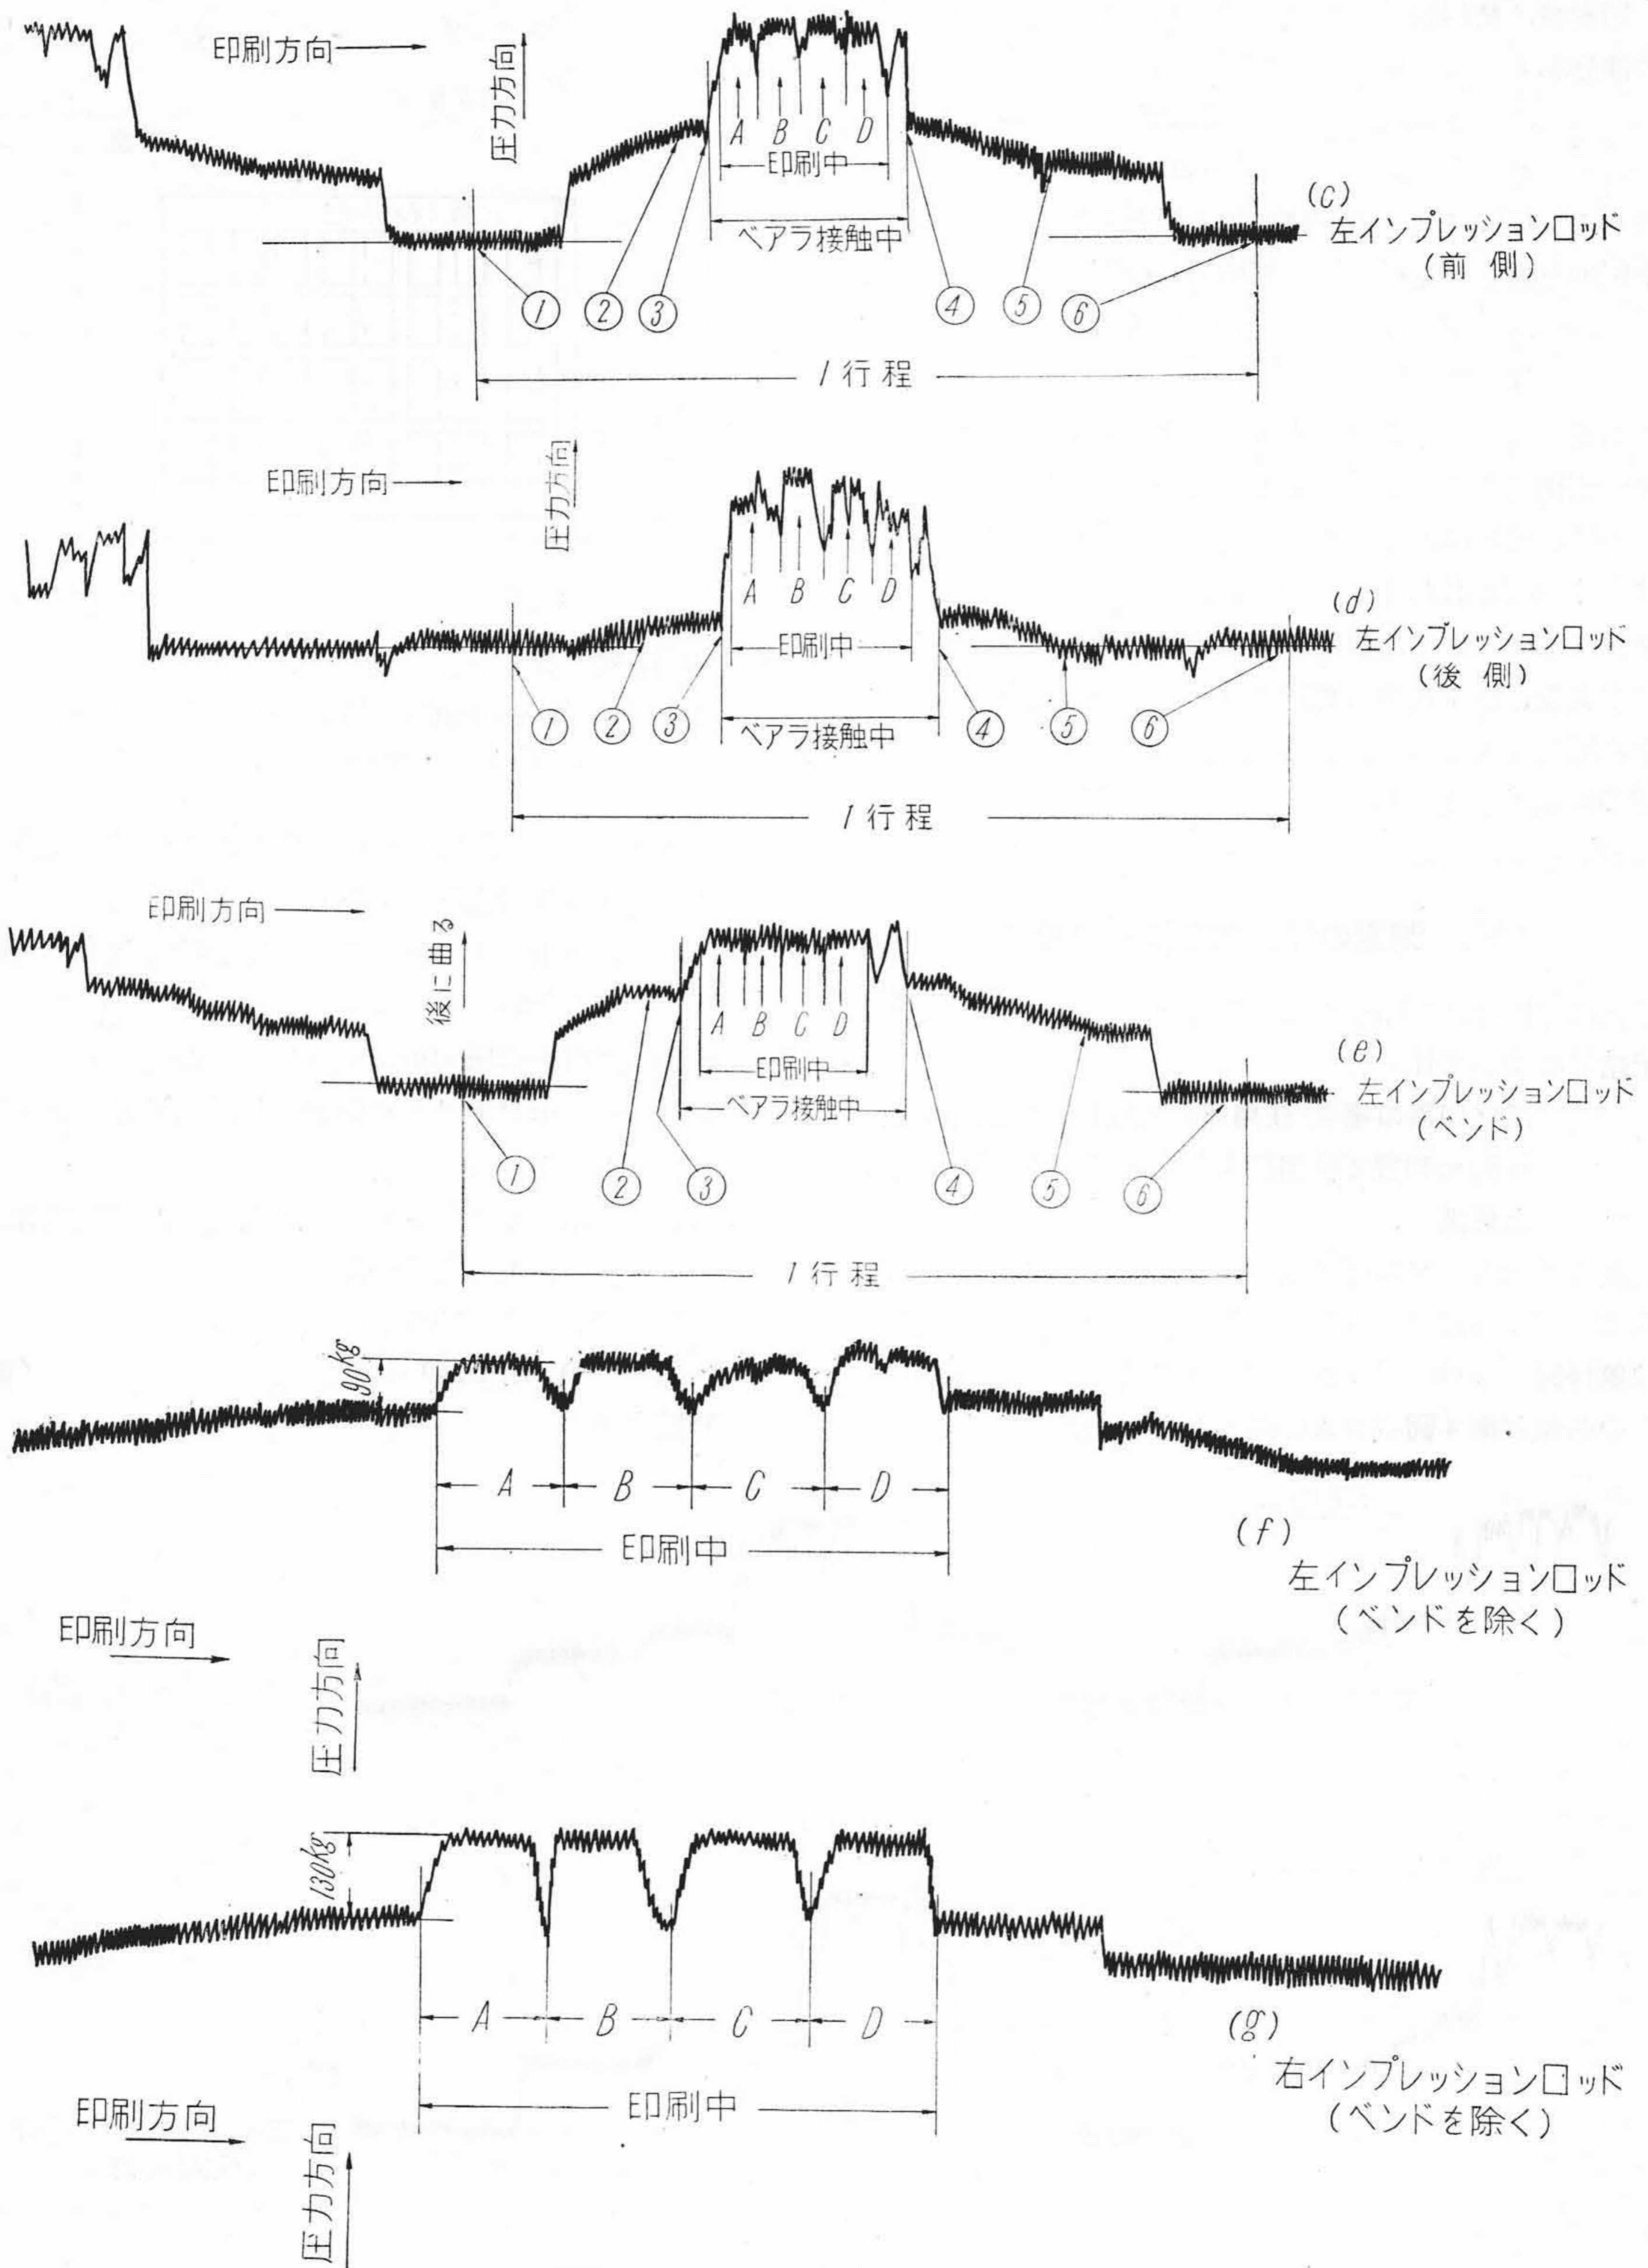 印刷方向
圧力方向
A B C D
印刷中
ベアラ接触中
(C)
左インプレッションロッド
(前側)
① ② ③ ④ ⑤ ⑥
1行程
印刷方向
圧力方向
A B C D
印刷中
ベアラ接触中
(d)
左インプレッションロッド
(後側)
① ② ③ ④ ⑤ ⑥
1行程
印刷方向
後に曲る
A B C D
印刷中
ベアラ接触中
(e)
左インプレッションロッド
(ベンド)
① ② ③ ④ ⑤ ⑥
1行程
90kg
A B C D
印刷中
(f)
左インプレッションロッド
(ベンドを除く)
印刷方向
圧力方向
130kg
A B C D
印刷中
(g)
右インプレッションロッド
(ベンドを除く)
印刷方向
圧力方向